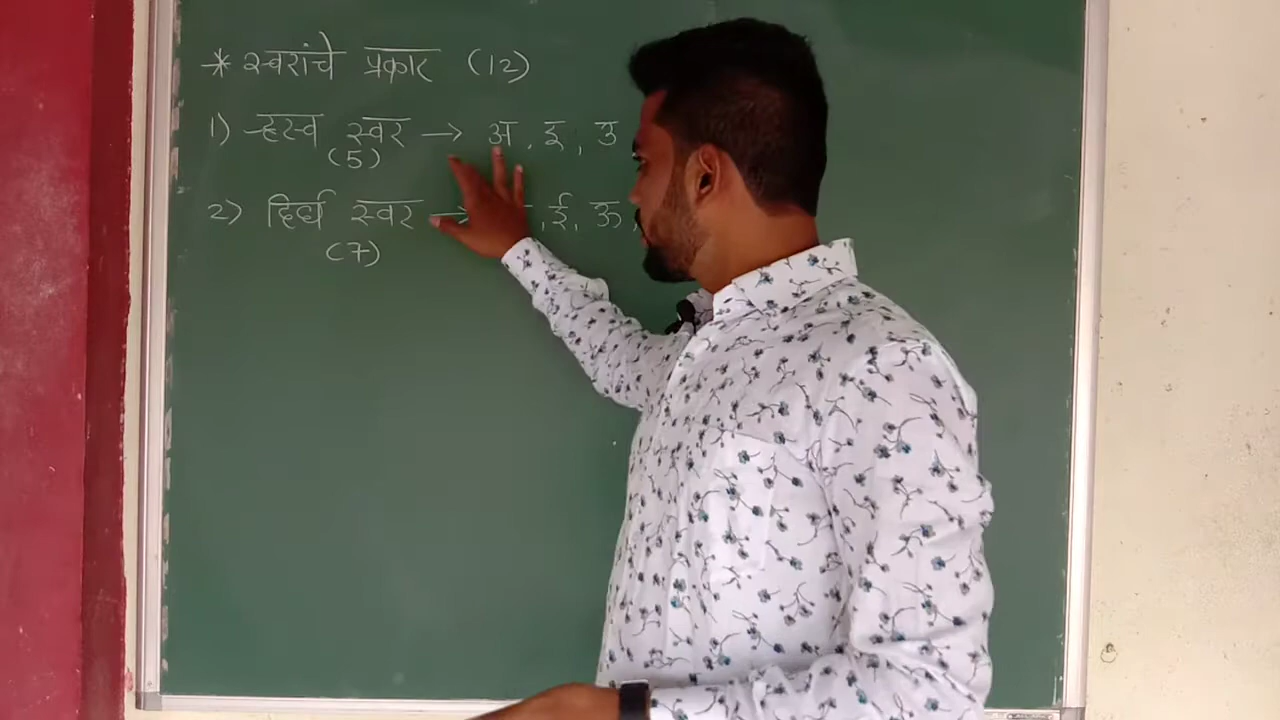 * स्वरांचे प्रकार (12)
1) ऱ्हस्व स्वर → अ, इ, उ
(5)
2) दिर्घ स्वर → , ई, ऊ,
(7)